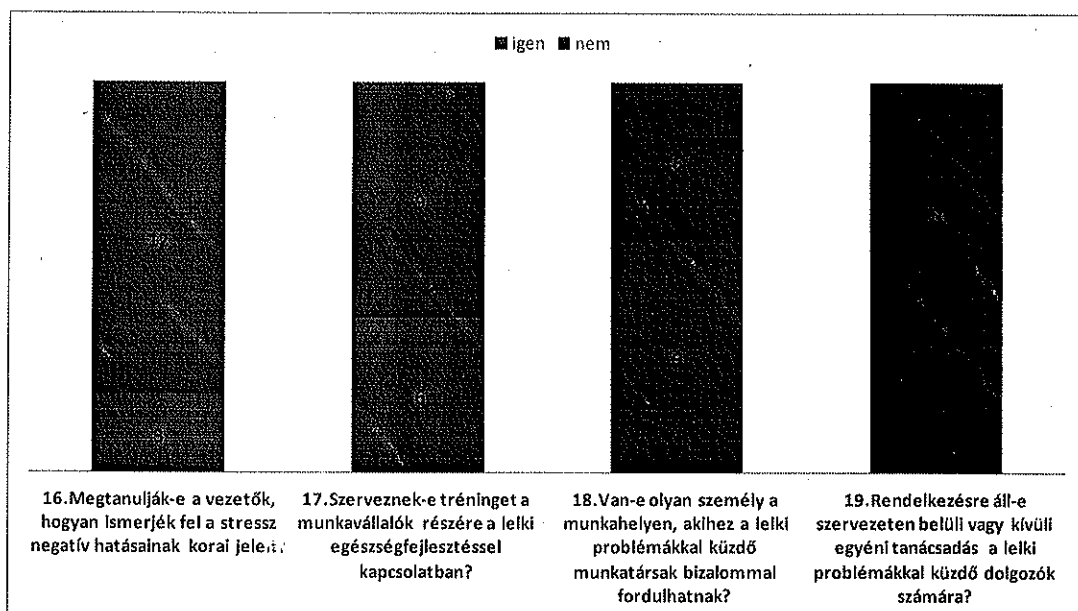 igen nem
16.Megtanulják-e a vezetők,
hogyan ismerjék fel a stressz
negatív hatásainak korai jeleit?
17.Szerveznek-e tréninget a
munkavállalók részére a lelki
egészségfejlesztéssel
kapcsolatban?
18.Van-e olyan személy a
munkahelyen, akihez a lelki
problémákkal küzdő
munkatársak bizalommal
fordulhatnak?
19.Rendelkezésre áll-e
szervezeten belüli vagy kívüli
egyéni tanácsadás a lelki
problémákkal küzdő dolgozók
számára?